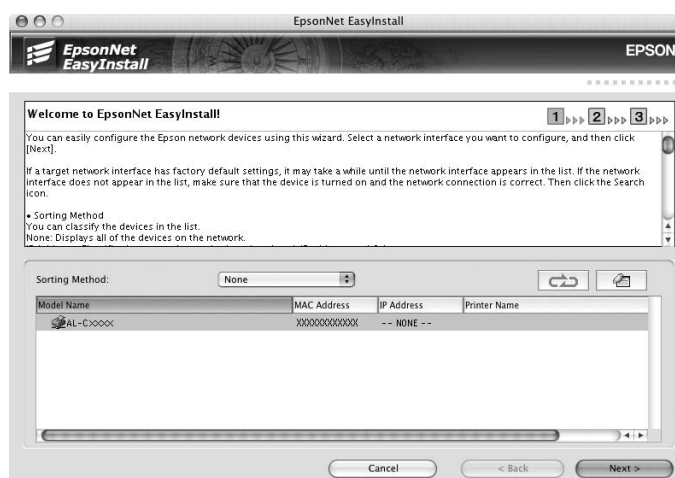 EpsonNet EasyInstall
EpsonNet
EasyInstall
EPSON
Welcome to EpsonNet EasyInstall!
1 2 3
You can easily configure the Epson network devices using this wizard. Select a network interface you want to configure, and then click
[Next].
If a target network interface has factory default settings, it may take a while until the network interface appears in the list. If the network
interface does not appear in the list, make sure that the device is turned on and the network connection is correct. Then click the Search
icon.
• Sorting Method
You can classify the devices in the list.
None: Displays all of the devices on the network.
Sorting Method: None
Model Name MAC Address IP Address Printer Name
AL-CXXXX XXXXXXXXXXXX -- NONE --
Cancel < Back Next >